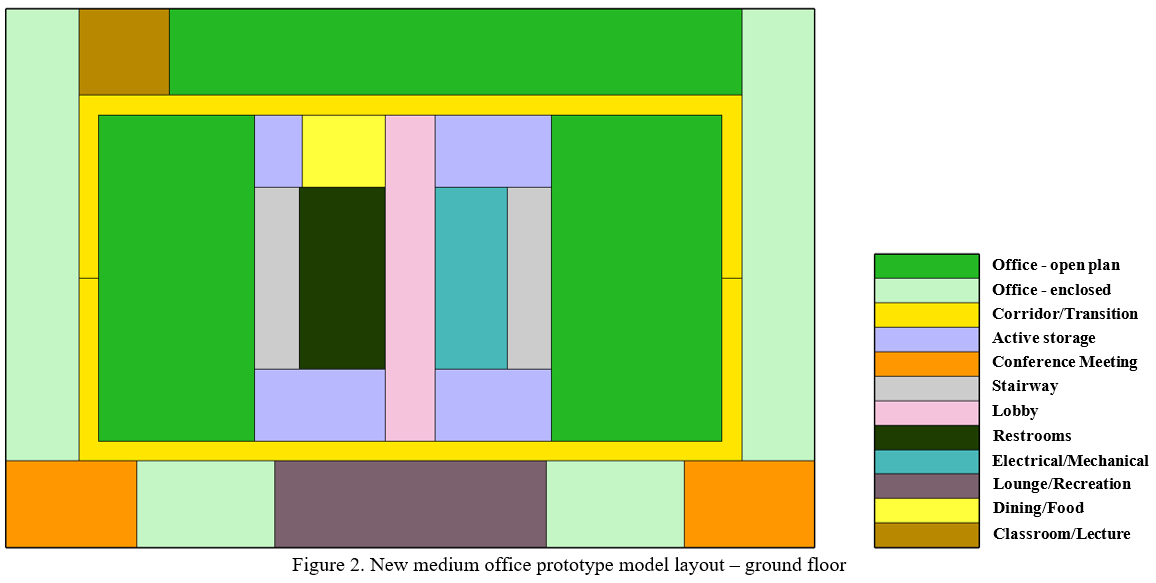 Office - open plan
Office - enclosed
Corridor/Transition
Active storage
Conference Meeting
Stairway
Lobby
Restrooms
Electrical/Mechanical
Lounge/Recreation
Dining/Food
Classroom/Lecture
Figure 2. New medium office prototype model layout – ground floor